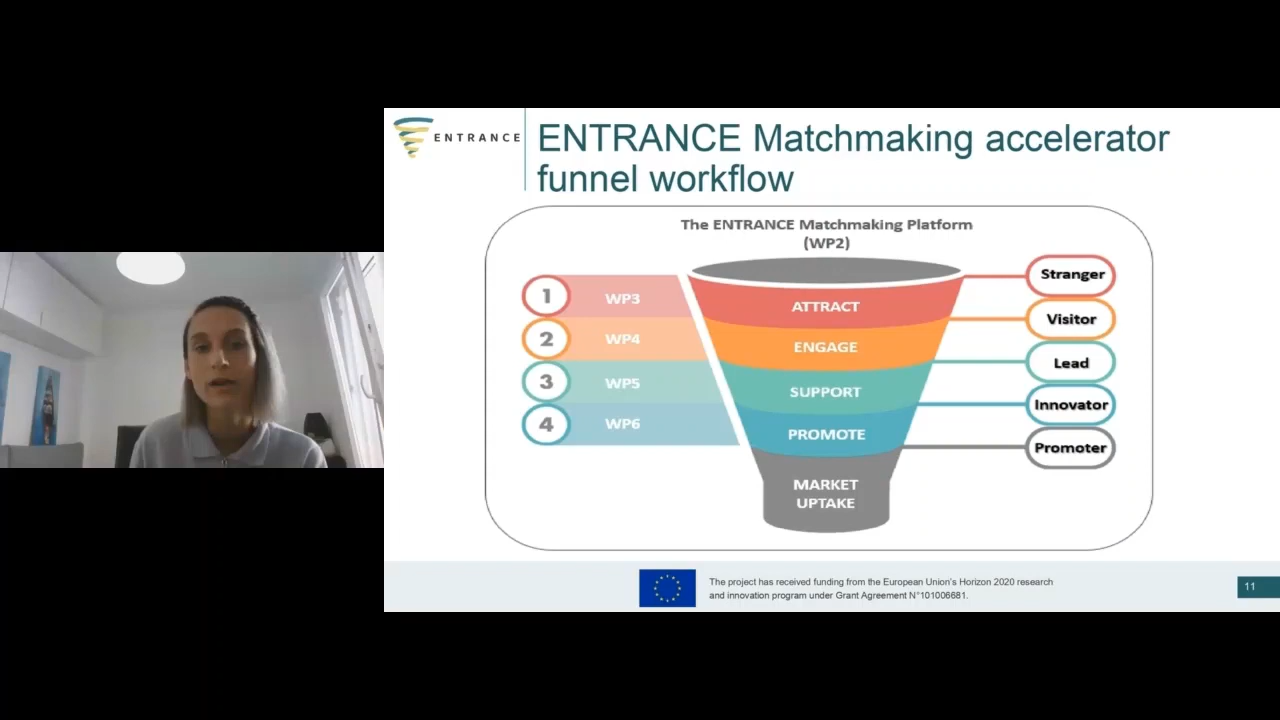 ENTRANCE
ENTRANCE Matchmaking accelerator
funnel workflow
The ENTRANCE Matchmaking Platform
(WP2)
1 WP3 ATTRACT Stranger
2 WP4 ENGAGE Visitor
3 WP5 SUPPORT Lead
4 WP6 PROMOTE Innovator
Promoter
MARKET
UPTAKE
The project has received funding from the European Union's Horizon 2020 research
and innovation program under Grant Agreement N°101006681.
11